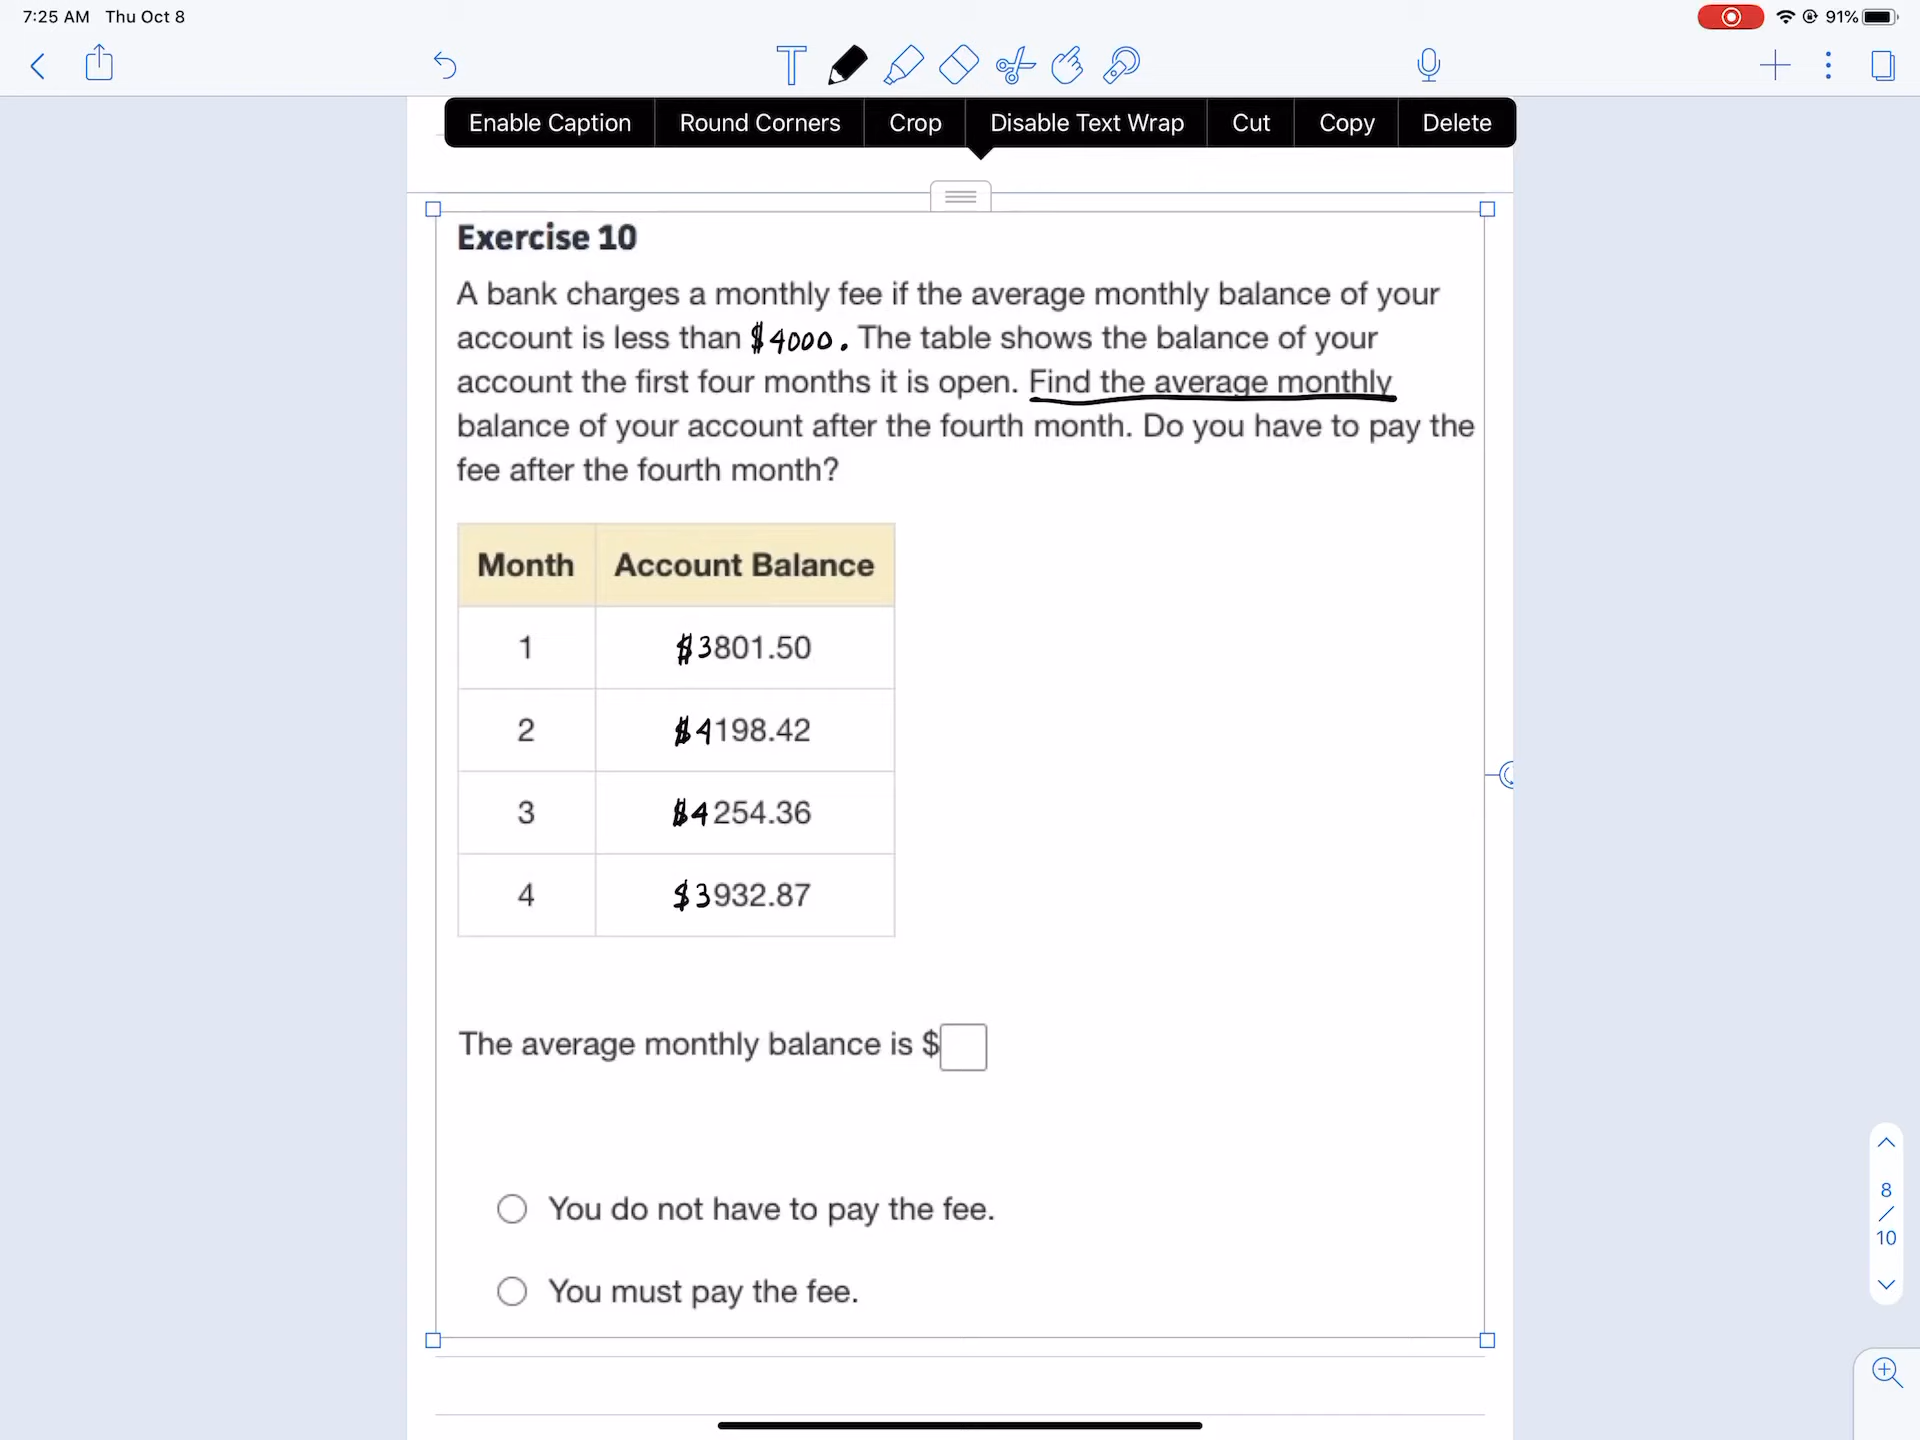 7:25 AM Thu Oct 8
91%
T
Enable Caption Round Corners Crop Disable Text Wrap Cut Copy Delete
Exercise 10
A bank charges a monthly fee if the average monthly balance of your
account is less than $4000. The table shows the balance of your
account the first four months it is open. Find the average monthly
balance of your account after the fourth month. Do you have to pay the
fee after the fourth month?
Month Account Balance
1 $3801.50
2 $4198.42
3 $4254.36
4 $3932.87
The average monthly balance is $
You do not have to pay the fee.
You must pay the fee.
8
/
10